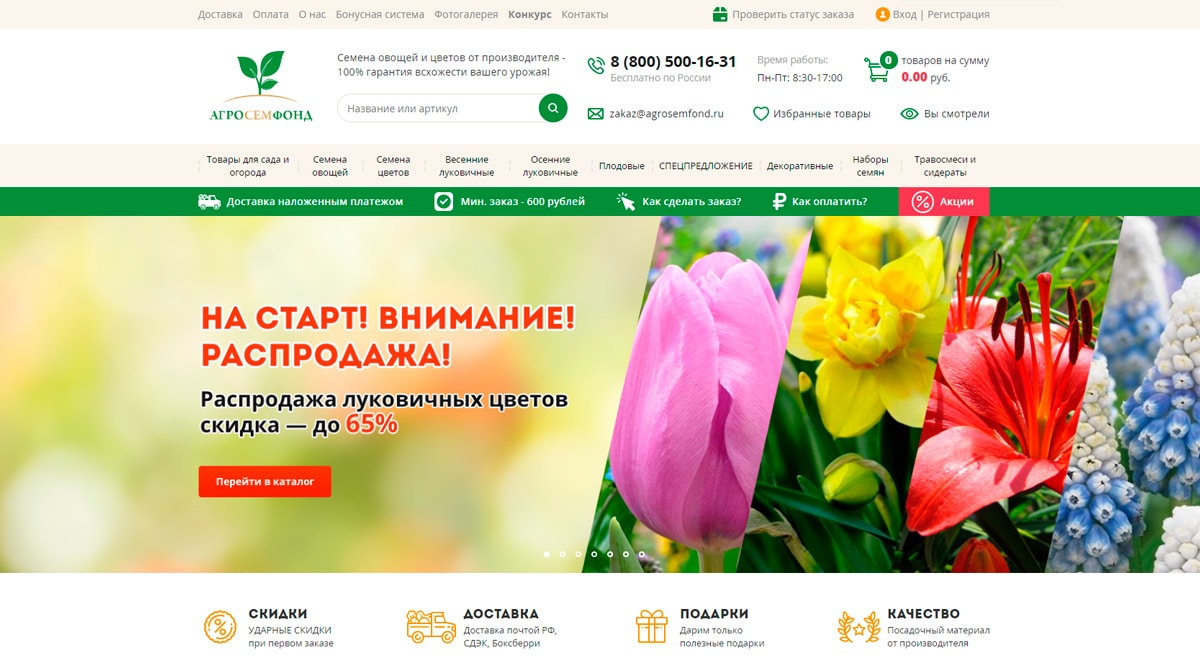 Доставка Оплата О нас Бонусная система Фотогалерея Конкурс Контакты
Проверить статус заказа
Вход | Регистрация
АГРОСЕМФОНД
Семена овощей и цветов от производителя -
100% гарантия всхожести вашего урожая!
Название или артикул
8 (800) 500-16-31
Бесплатно по России
zakaz@agrosemfond.ru
Время работы:
Пн-Пт: 8:30-17:00
Избранные товары
0 товаров на сумму
0.00 руб.
Вы смотрели
Товары для сада и
огорода
Семена
овощей
Семена
цветов
Весенние
луковичные
Осенние
луковичные
Плодовые
СПЕЦПРЕДЛОЖЕНИЕ
Декоративные
Наборы
семян
Травосмеси и
сидераты
Доставка наложенным платежом
Мин. заказ - 600 рублей
Как сделать заказ?
Как оплатить?
Акции
НА СТАРТ! ВНИМАНИЕ!
РАСПРОДАЖА!
Распродажа луковичных цветов
скидка — до 65%
Перейти в каталог
СКИДКИ
УДАРНЫЕ СКИДКИ
при первом заказе
ДОСТАВКА
Доставка почтой РФ,
СДЭК, Боксберри
ПОДАРКИ
Дарим только
полезные подарки
КАЧЕСТВО
Посадочный материал
от производителя